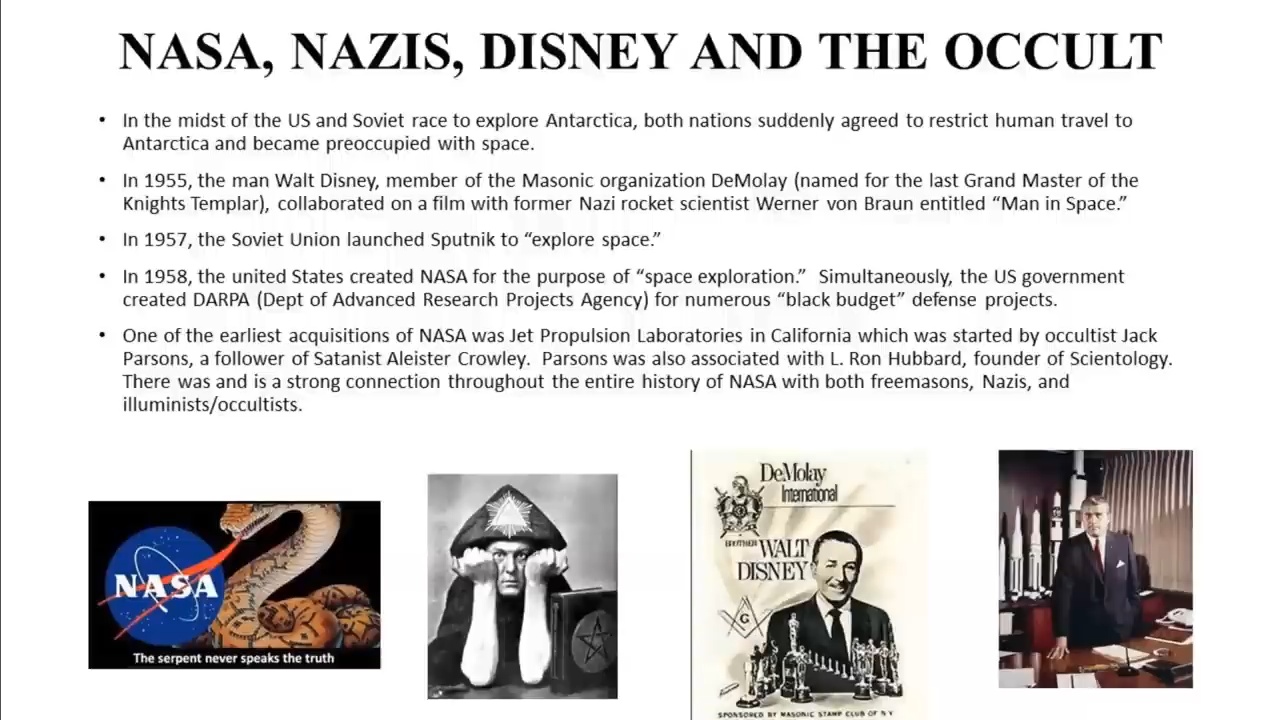 NASA, NAZIS, DISNEY AND THE OCCULT
• In the midst of the US and Soviet race to explore Antarctica, both nations suddenly agreed to restrict human travel to
Antarctica and became preoccupied with space.
• In 1955, the man Walt Disney, member of the Masonic organization DeMolay (named for the last Grand Master of the
Knights Templar), collaborated on a film with former Nazi rocket scientist Werner von Braun entitled “Man in Space.”
• In 1957, the Soviet Union launched Sputnik to “explore space.”
• In 1958, the united States created NASA for the purpose of “space exploration.” Simultaneously, the US government
created DARPA (Dept of Advanced Research Projects Agency) for numerous “black budget” defense projects.
• One of the earliest acquisitions of NASA was Jet Propulsion Laboratories in California which was started by occultist Jack
Parsons, a follower of Satanist Aleister Crowley. Parsons was also associated with L. Ron Hubbard, founder of Scientology.
There was and is a strong connection throughout the entire history of NASA with both freemasons, Nazis, and
illuminists/occultists.
NASA
The serpent never speaks the truth
DeMolay
International
BROTHER WALT
DISNEY
G
SPONSORED BY MASONIC STAMP CLUB OF N Y